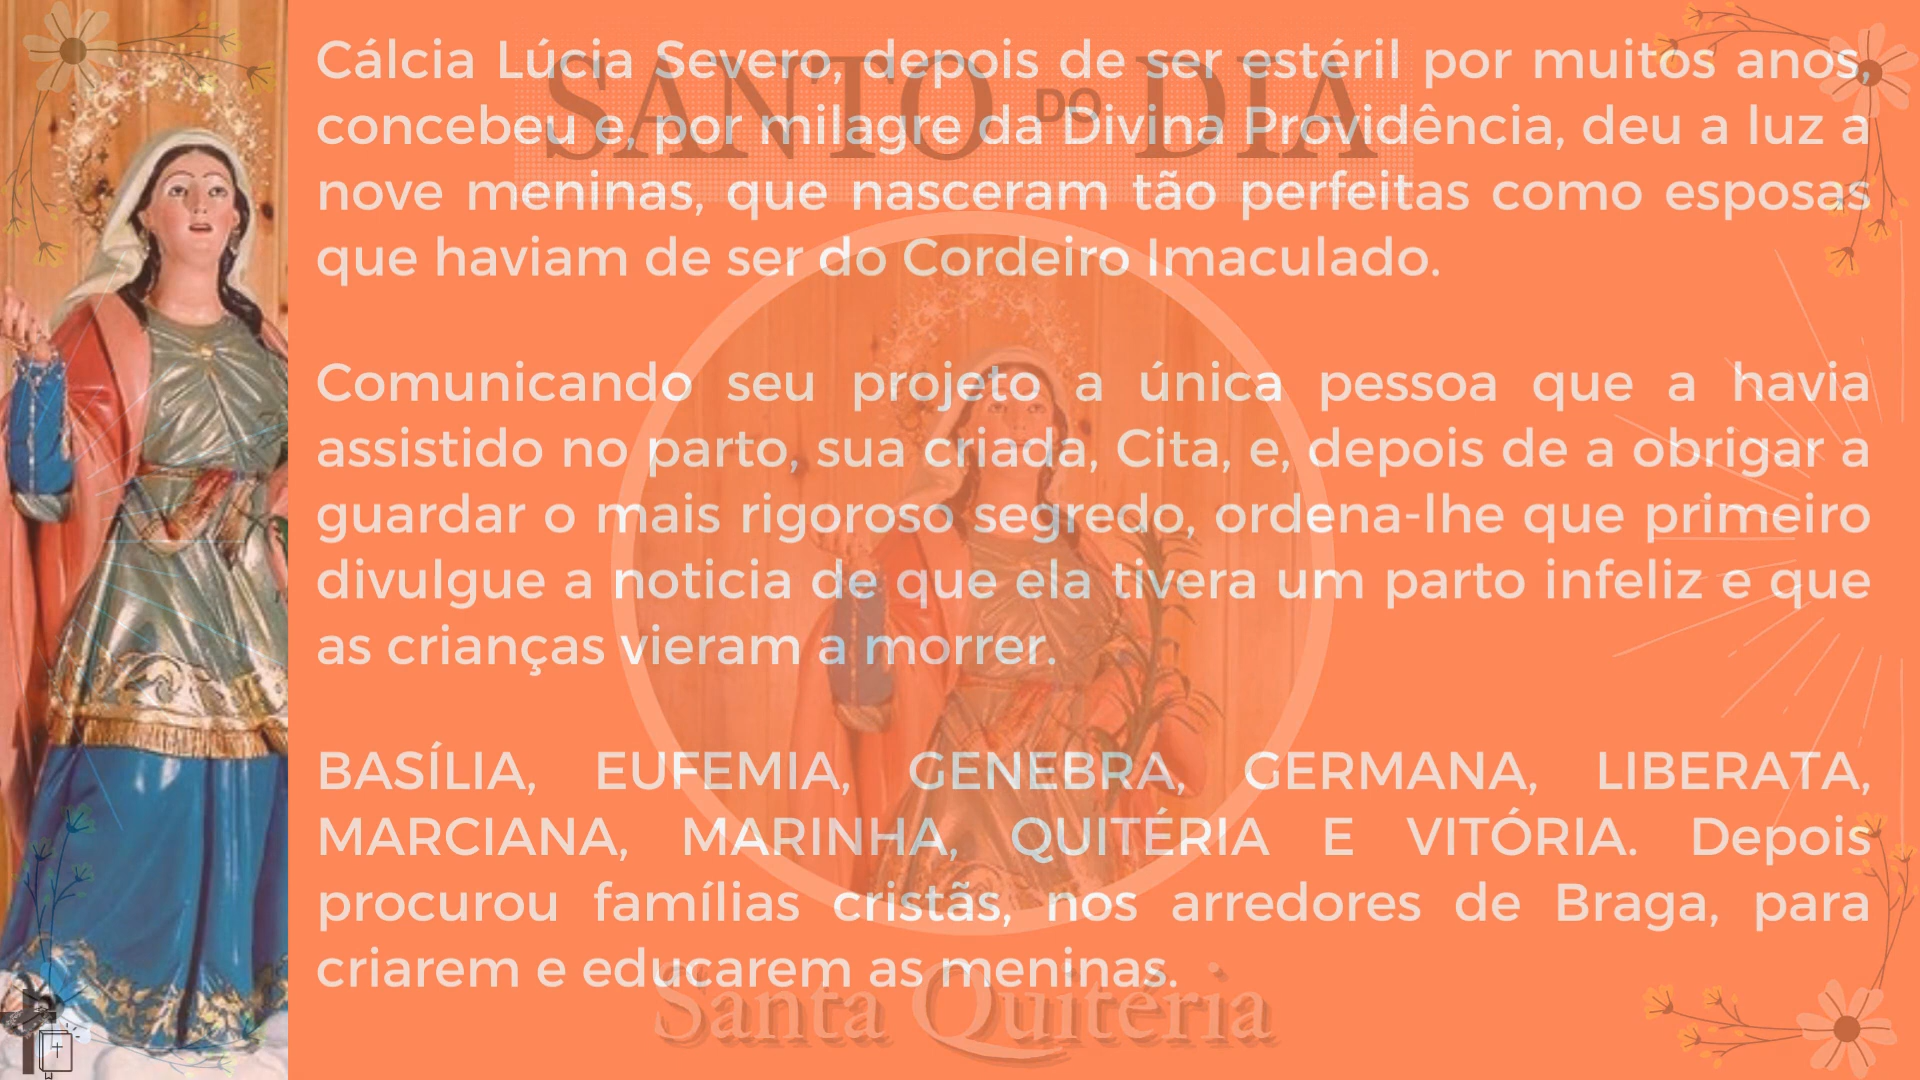 SANTO DO DIA
Cálcia Lúcia Severo, depois de ser estéril por muitos anos,
concebeu e, por milagre da Divina Providência, deu a luz a
nove meninas, que nasceram tão perfeitas como esposas
que haviam de ser do Cordeiro Imaculado.
Comunicando seu projeto a única pessoa que a havia
assistido no parto, sua criada, Cita, e, depois de a obrigar a
guardar o mais rigoroso segredo, ordena-lhe que primeiro
divulgue a noticia de que ela tivera um parto infeliz e que
as crianças vieram a morrer.
BASÍLIA, EUFEMIA, GENEBRA, GERMANA, LIBERATA,
MARCIANA, MARINHA, QUITÉRIA E VITÓRIA. Depois
procurou famílias cristãs, nos arredores de Braga, para
criarem e educarem as meninas.
Santa Quitéria